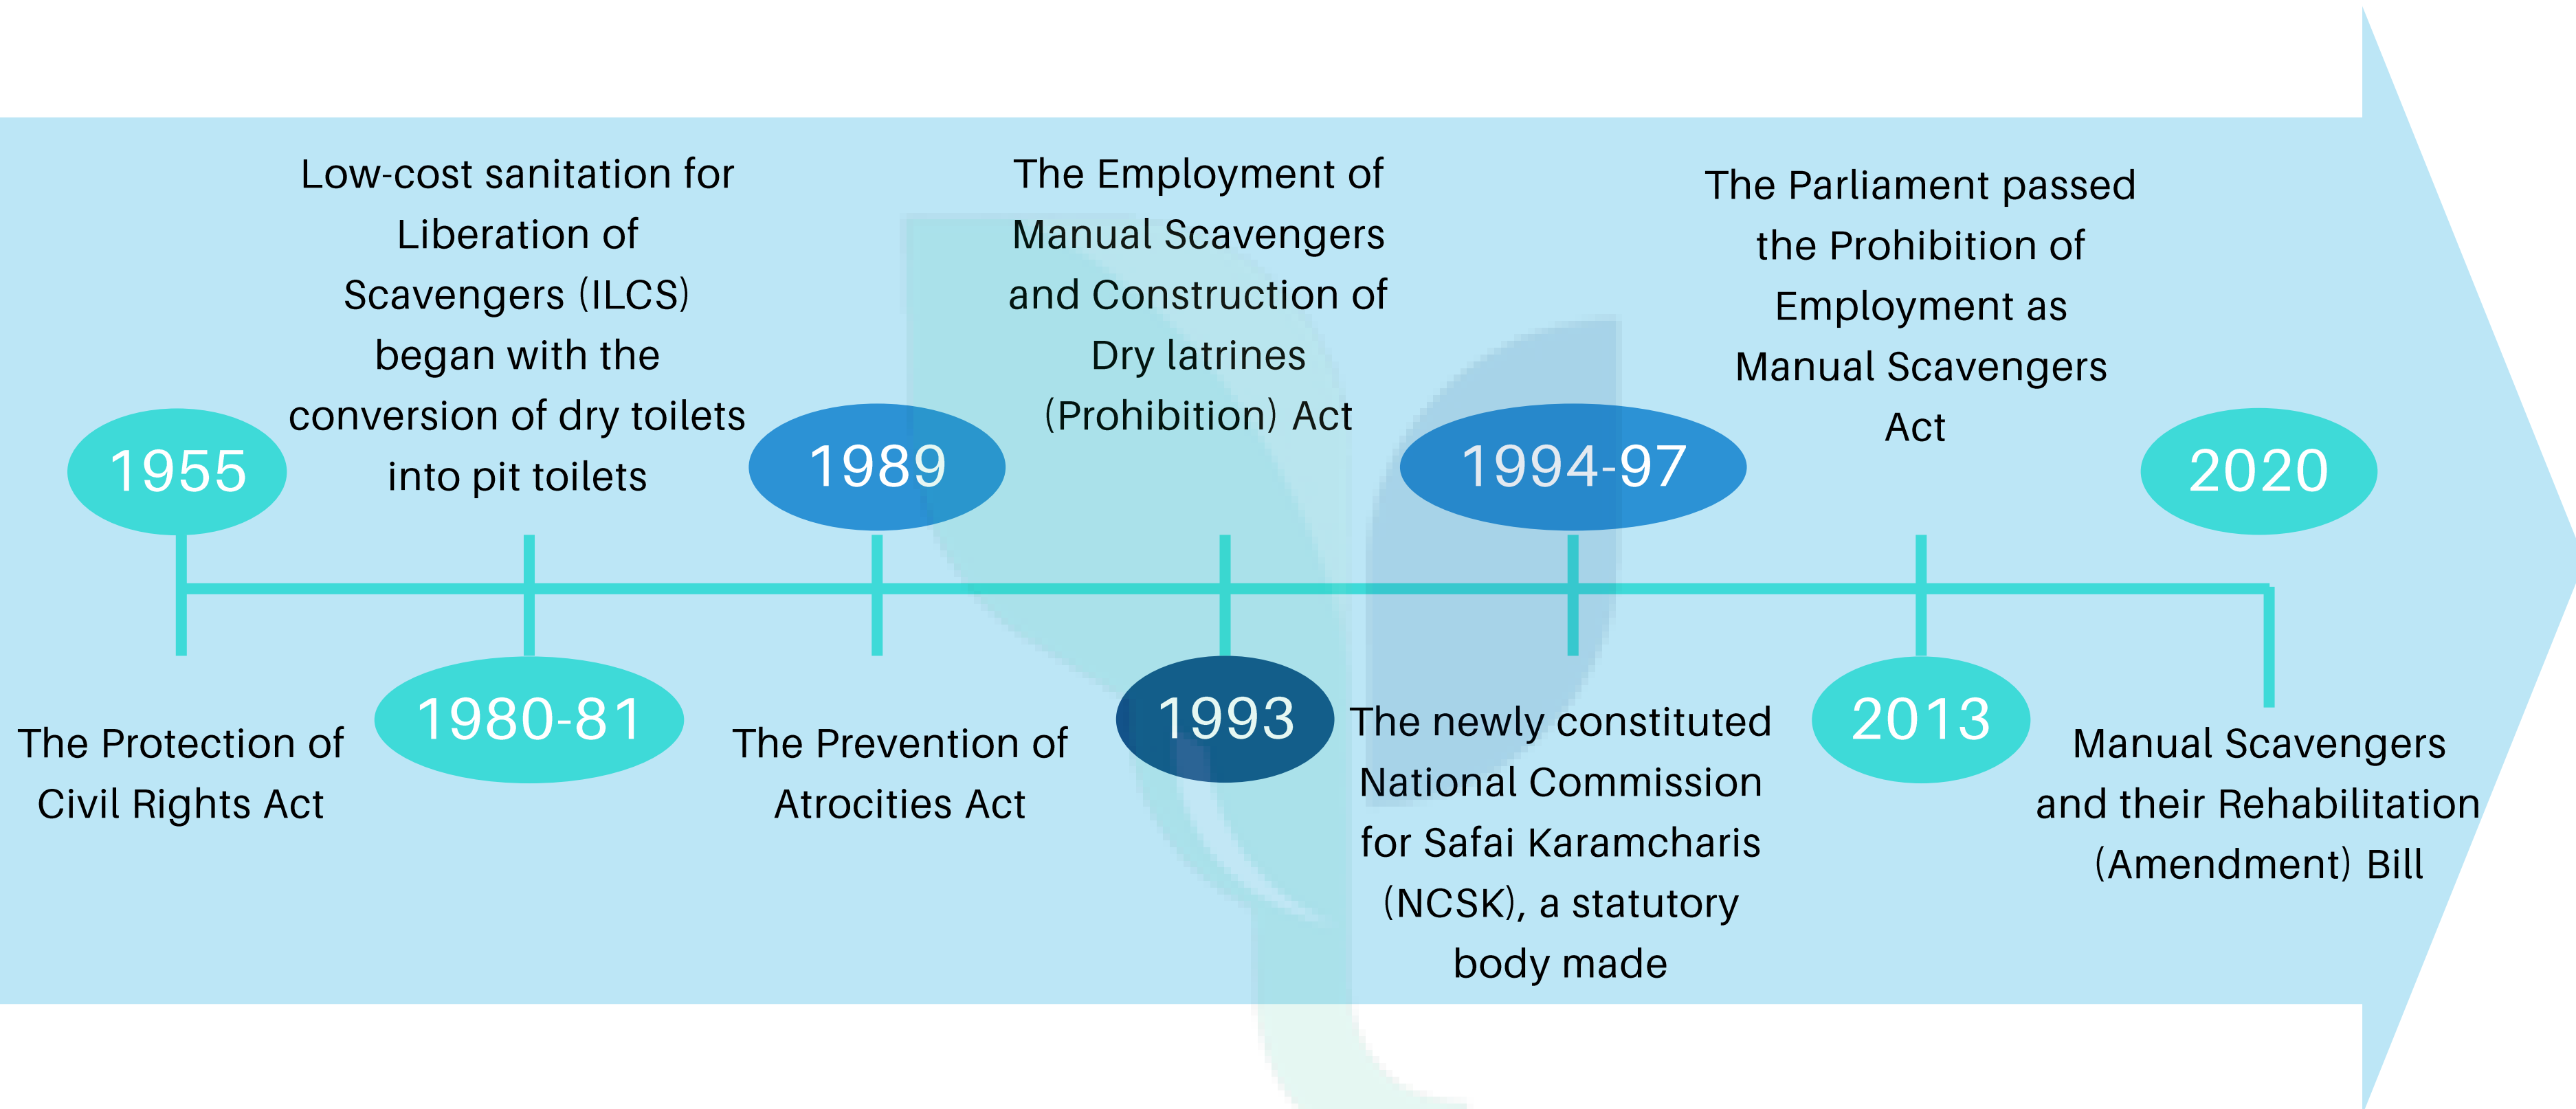 1955
The Protection of
Civil Rights Act
Low-cost sanitation for
Liberation of
Scavengers (ILCS)
began with the
conversion of dry toilets
into pit toilets
1980-81
1989
The Prevention of
Atrocities Act
The Employment of
Manual Scavengers
and Construction of
Dry latrines
(Prohibition) Act
1993
1994-97
The newly constituted
National Commission
for Safai Karamcharis
(NCSK), a statutory
body made
The Parliament passed
the Prohibition of
Employment as
Manual Scavengers
Act
2013
2020
Manual Scavengers
and their Rehabilitation
(Amendment) Bill